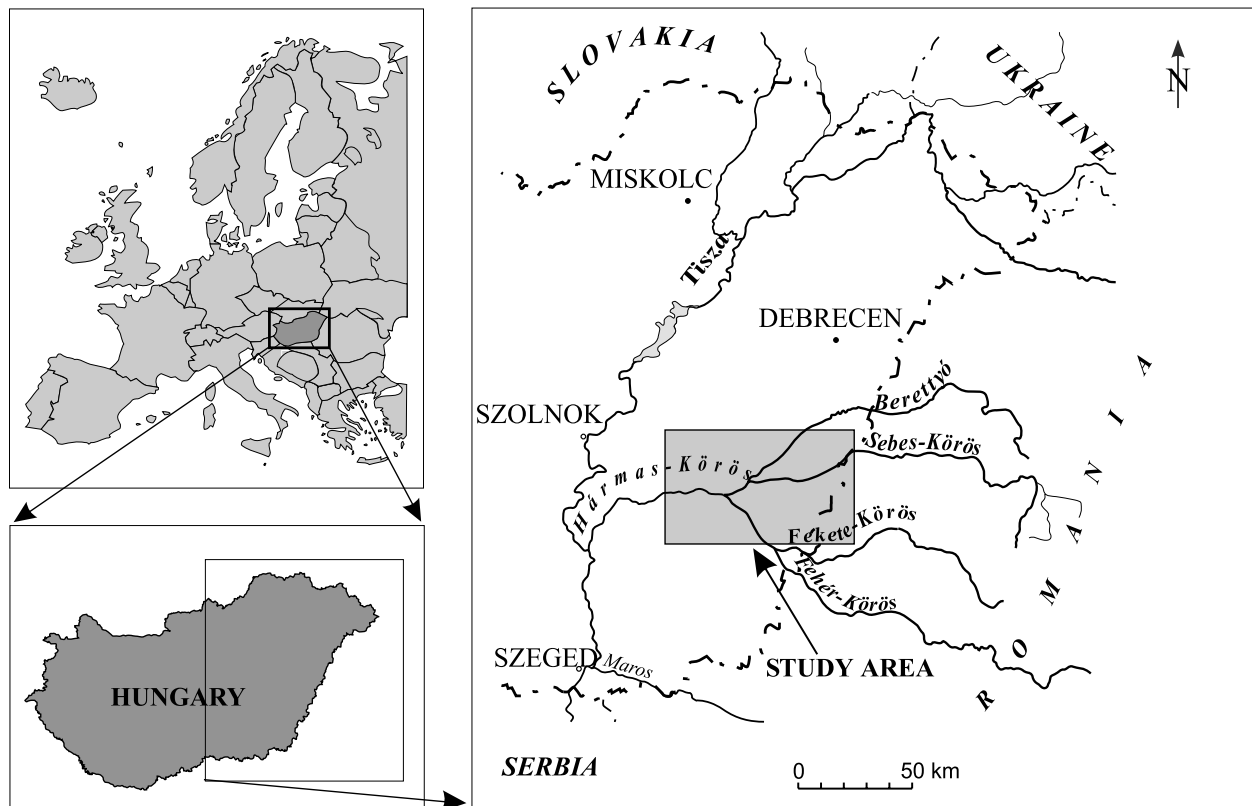 SLOVAKIA
UKRAINE
N
MISKOLC
Tisza
DEBRECEN
Berettyó
SZOLNOK
Sebes-Körös
Hármas-Körös
Fekete-Körös
Fehér-Körös
ROMANIA
SZEGED
Maros
STUDY AREA
HUNGARY
SERBIA
0 50 km